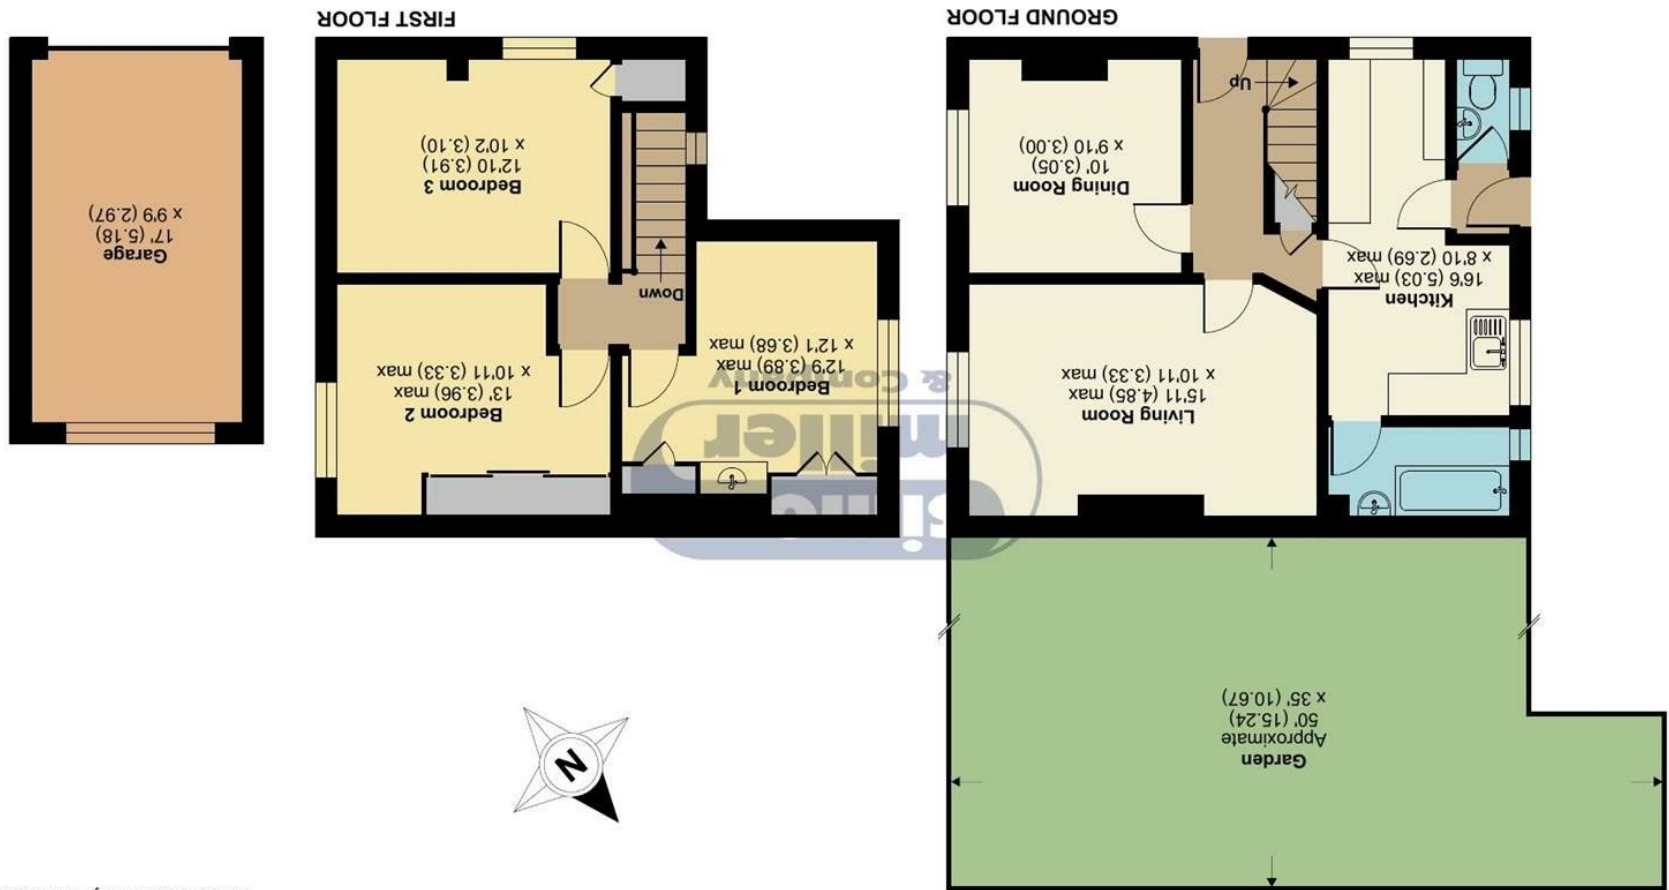 Garden
Approximate
50' (15.24)
x 35' (10.67)
N
Living Room
15'11 (4.85) max
x 10'11 (3.33) max
Kitchen
16'6 (5.03) max
x 8'10 (2.69) max
Dining Room
10' (3.05)
x 9'10 (3.00)
Up
GROUND FLOOR
Bedroom 1
12'9 (3.89) max
x 12'1 (3.68) max
Bedroom 2
13' (3.96) max
x 10'11 (3.33) max
Down
Bedroom 3
12'10 (3.91)
x 10'2 (3.10)
FIRST FLOOR
Garage
17' (5.18)
x 9'9 (2.97)
miller
& Company